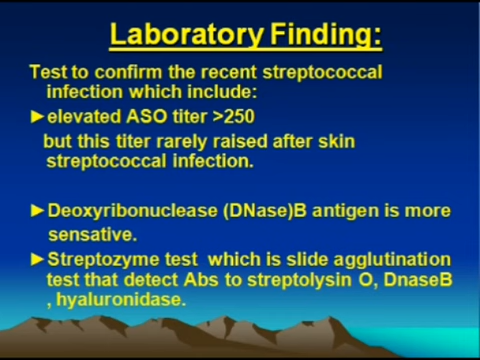 Laboratory Finding:
Test to confirm the recent streptococcal
infection which include:
►elevated ASO titer >250
but this titer rarely raised after skin
streptococcal infection.
►Deoxyribonuclease (DNase)B antigen is more
sensative.
►Streptozyme test which is slide agglutination
test that detect Abs to streptolysin O, DnaseB
, hyaluronidase.